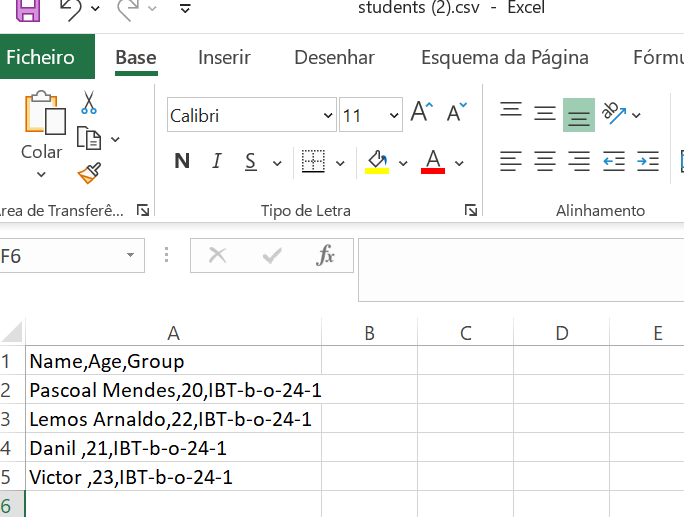 students (2).csv - Excel
Ficheiro Base Inserir Desenhar Esquema da Página Fórmu
Calibri 11 A A ab
Colar
N I S A
rea de Transferê... Tipo de Letra Alinhamento
F6 fx
A B C D E
1 Name,Age,Group
2 Pascoal Mendes,20,IBT-b-o-24-1
3 Lemos Arnaldo,22,IBT-b-o-24-1
4 Danil ,21,IBT-b-o-24-1
5 Victor ,23,IBT-b-o-24-1
6